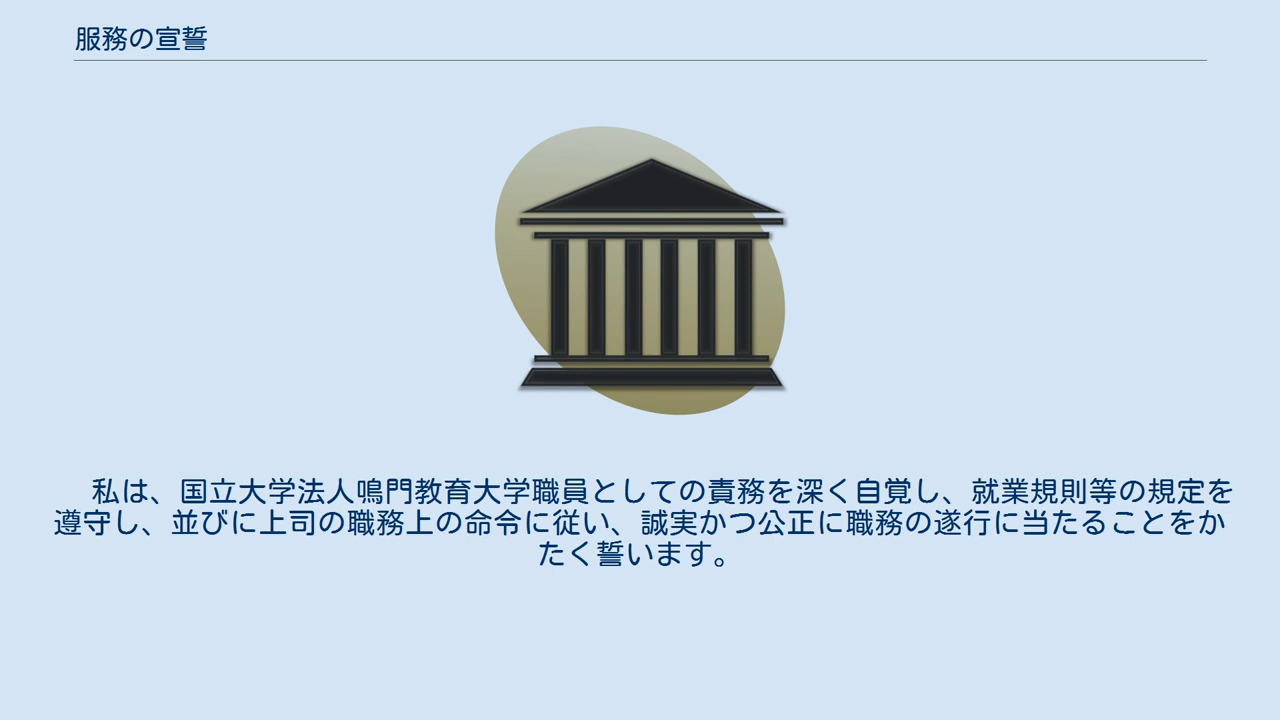 服務の宣誓
私は、国立大学法人鳴門教育大学職員としての責務を深く自覚し、就業規則等の規定を
遵守し、並びに上司の職務上の命令に従い、誠実かつ公正に職務の遂行に当たることをか
たく誓います。